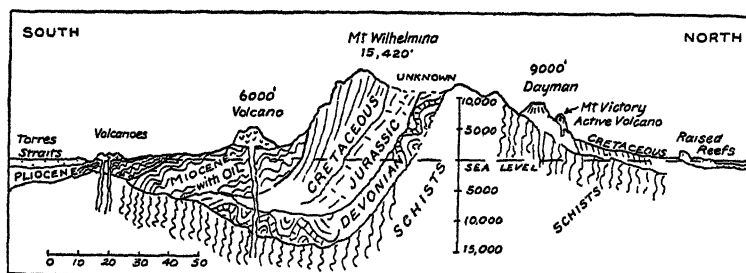 SOUTH
Mt Wilhelmina
15,420'
NORTH
UNKNOWN
9000'
Dayman
Mt Victory
Active Volcano
6000'
Volcano
Torres
Straits
Volcanoes
PLIOCENE
MIOCENE
with OIL
CRETACEOUS
JURASSIC
DEVONIAN
SCHISTS
10,000
5000
SEA LEVEL
5000
10,000
15,000
CRETACEOUS
Raised
Reefs
SCHISTS
0 10 20 30 40 50